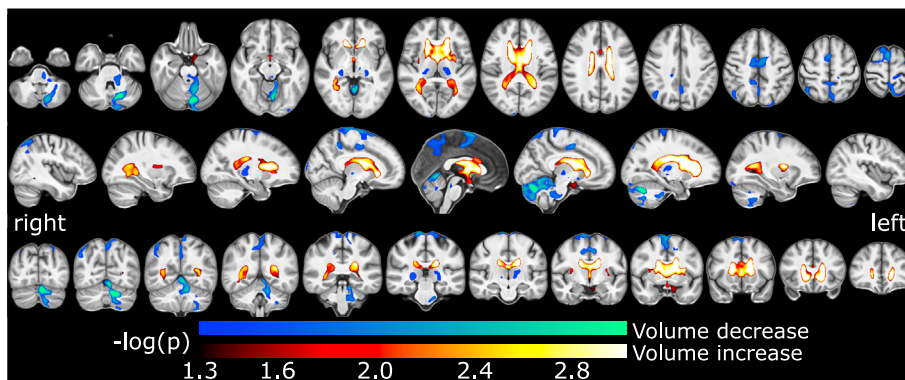 right
left
-log(p)
Volume decrease
Volume increase
1.3 1.6 2.0 2.4 2.8